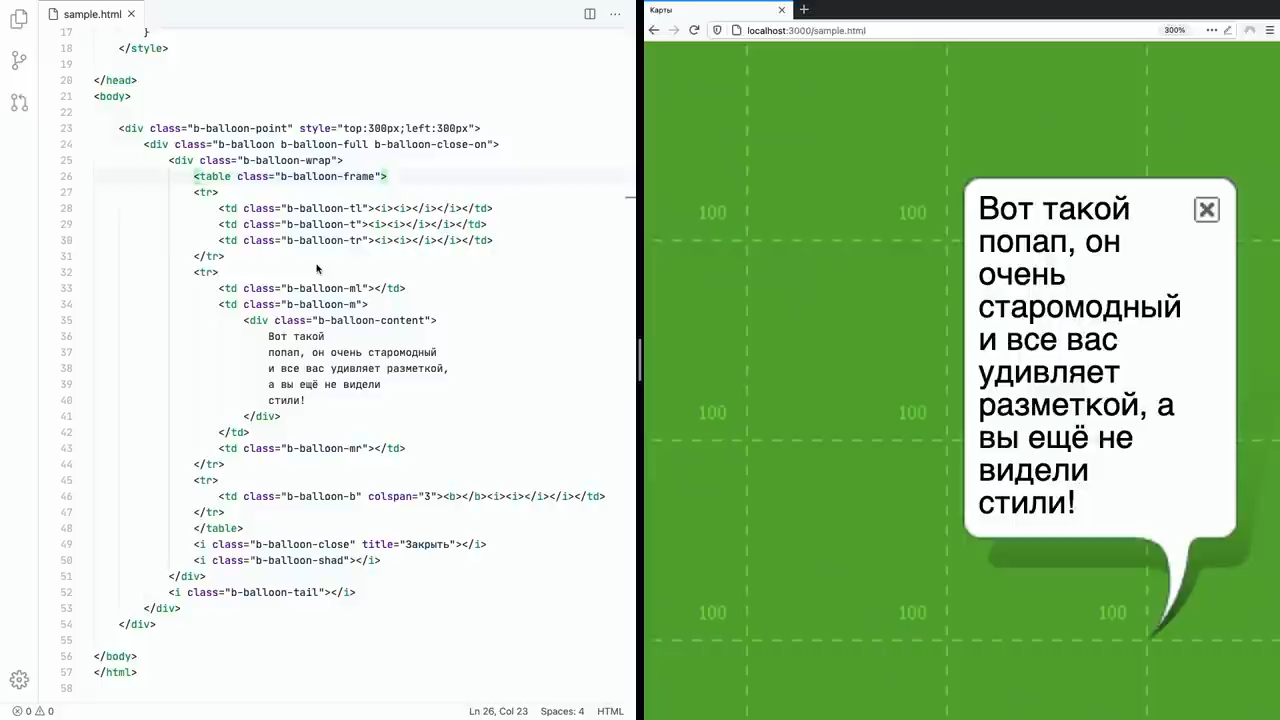 sample.html
17 }
18 </style>
19
20 </head>
21 <body>
22
23 <div class="b-balloon-point" style="top:300px;left:300px">
24 <div class="b-balloon b-balloon-full b-balloon-close-on">
25 <div class="b-balloon-wrap">
26 <table class="b-balloon-frame">
27 <tr>
28 <td class="b-balloon-tl"><i><i></i></i></td>
29 <td class="b-balloon-t"><i><i></i></i></td>
30 <td class="b-balloon-tr"><i><i></i></i></td>
31 </tr>
32 <tr>
33 <td class="b-balloon-ml"></td>
34 <td class="b-balloon-m">
35 <div class="b-balloon-content">
36 Вот такой
37 попап, он очень старомодный
38 и все вас удивляет разметкой,
39 а вы ещё не видели
40 стили!
41 </div>
42 </td>
43 <td class="b-balloon-mr"></td>
44 </tr>
45 <tr>
46 <td class="b-balloon-b" colspan="3"><b></b><i><i></i></i></td>
47 </tr>
48 </table>
49 <i class="b-balloon-close" title="Закрыть"></i>
50 <i class="b-balloon-shad"></i>
51 </div>
52 <i class="b-balloon-tail"></i>
53 </div>
54 </div>
55
56 </body>
57 </html>
58
0 0
Ln 26, Col 23 Spaces: 4 HTML
Карты
localhost:3000/sample.html 300%
100 100
100 100
100 100 100
Вот такой
попап, он
очень
старомодный
и все вас
удивляет
разметкой, а
вы ещё не
видели
стили!